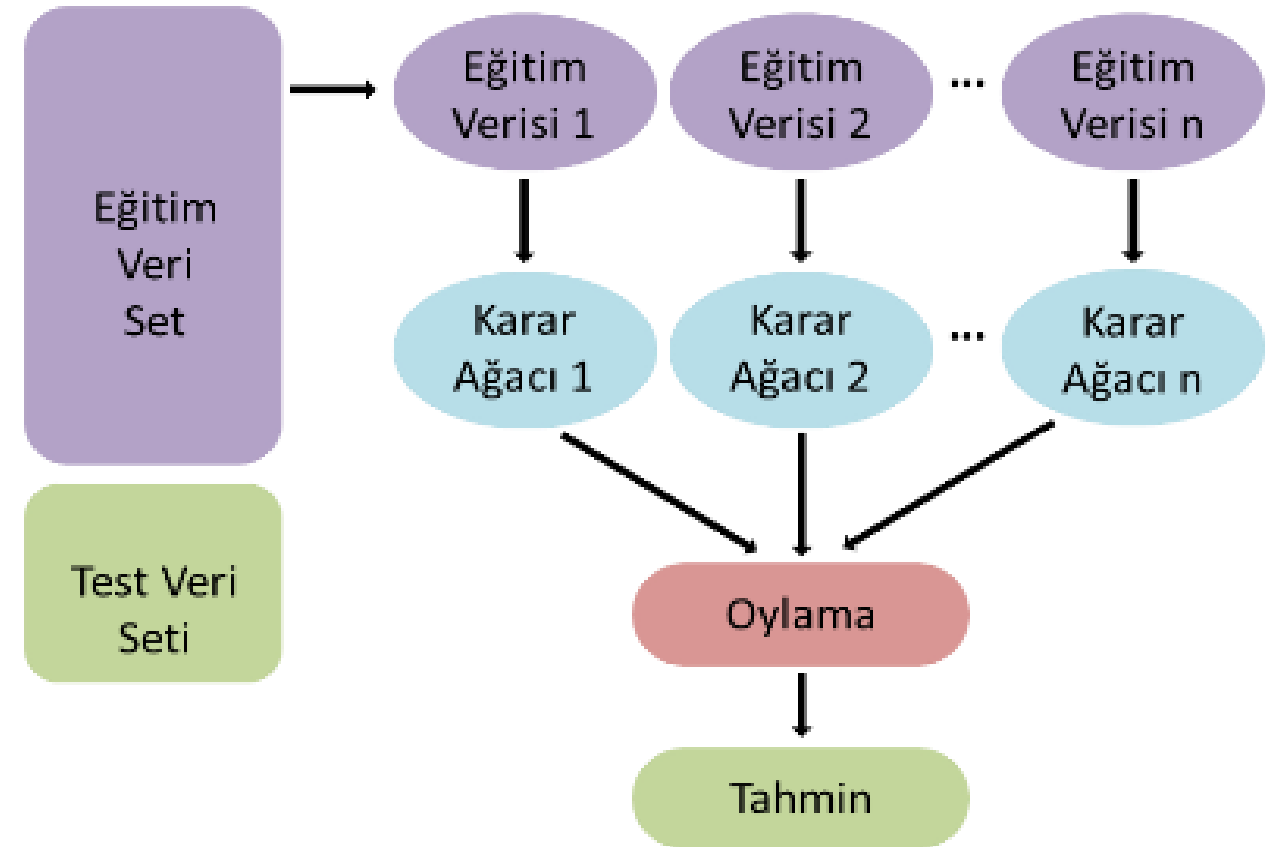 Eğitim
Veri
Set
Test Veri
Seti
Eğitim
Verisi 1
Eğitim
Verisi 2
...
Eğitim
Verisi n
Karar
Ağacı 1
Karar
Ağacı 2
...
Karar
Ağacı n
Oylama
Tahmin